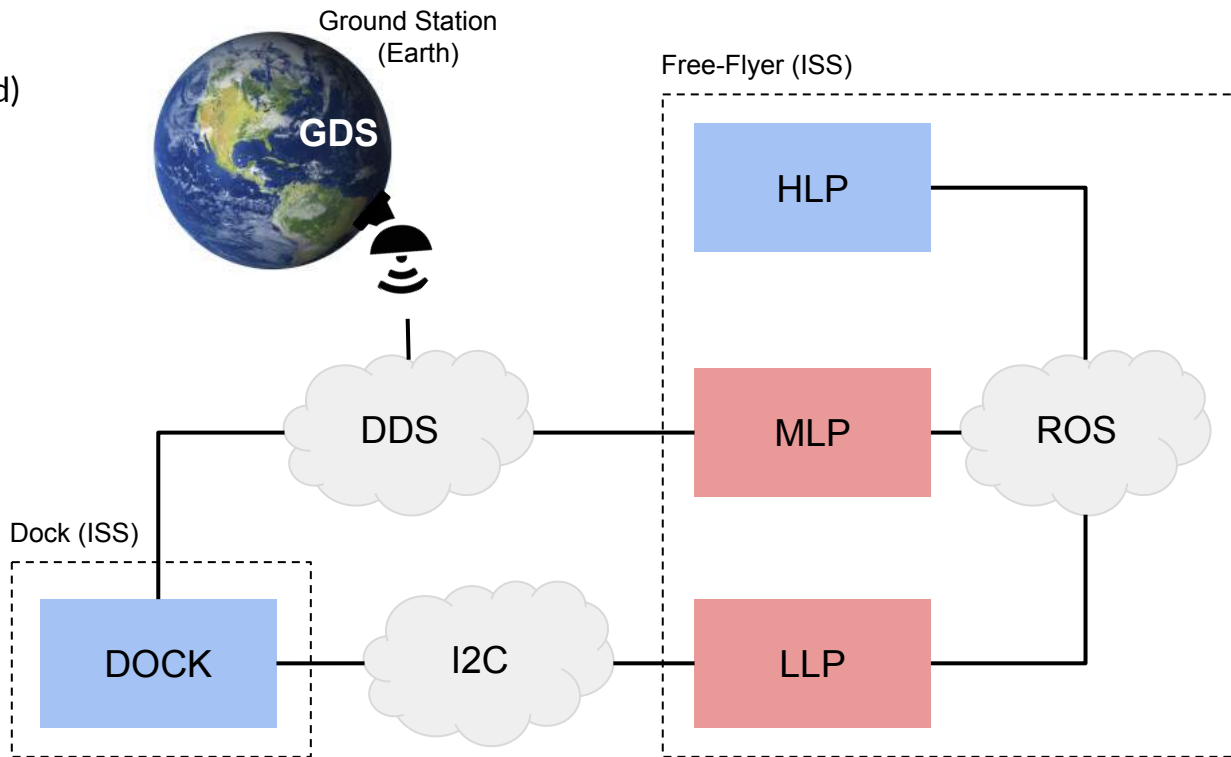 Ground Station
(Earth)
d)
GDS
Free-Flyer (ISS)
HLP
DDS
MLP
ROS
Dock (ISS)
DOCK
I2C
LLP